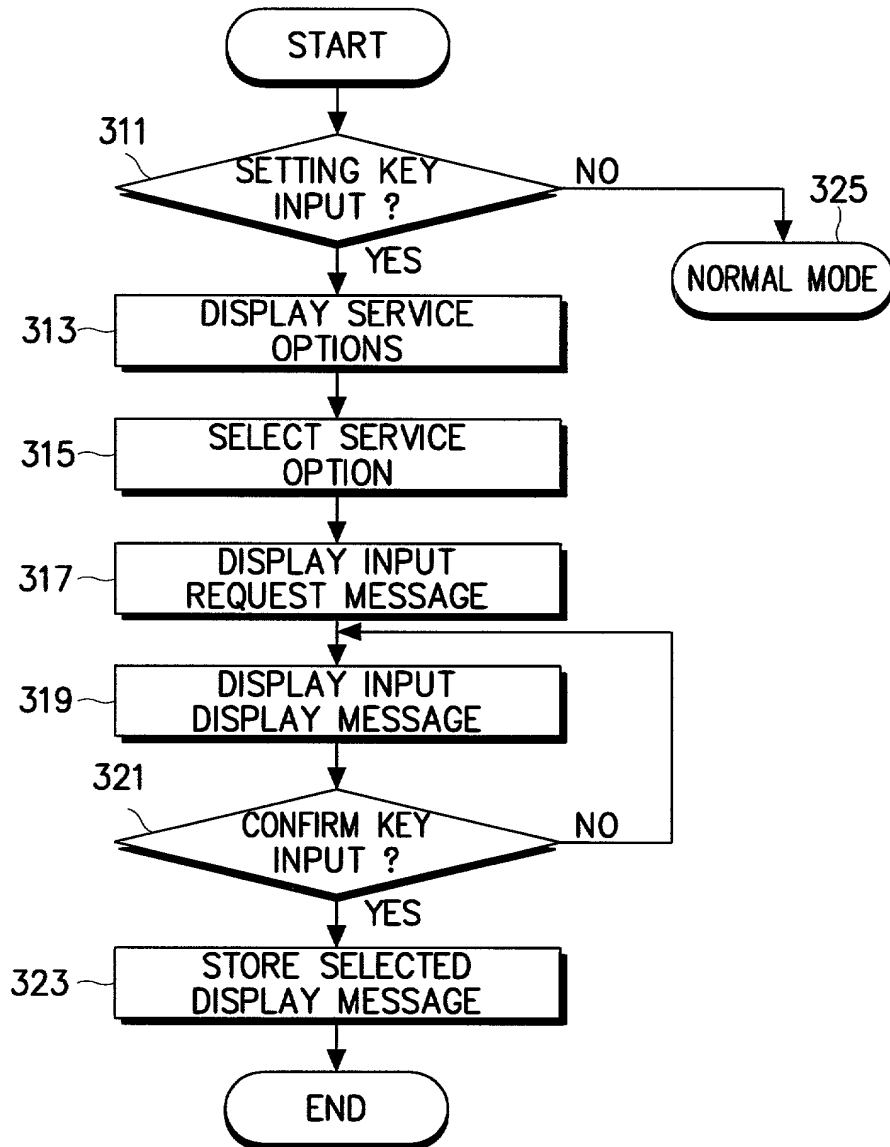 START
311
SETTING KEY
INPUT ?
NO
325
NORMAL MODE
YES
313
DISPLAY SERVICE
OPTIONS
315
SELECT SERVICE
OPTION
317
DISPLAY INPUT
REQUEST MESSAGE
319
DISPLAY INPUT
DISPLAY MESSAGE
321
CONFIRM KEY
INPUT ?
NO
YES
323
STORE SELECTED
DISPLAY MESSAGE
END